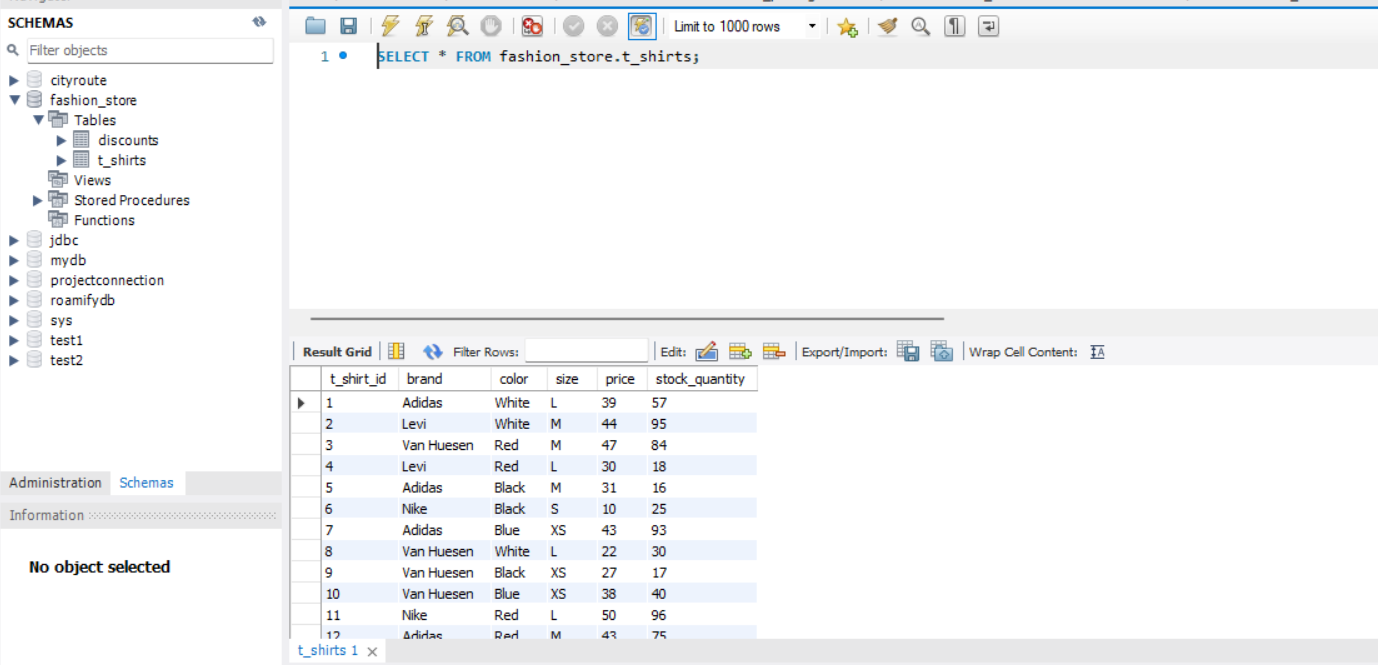 SCHEMAS
Filter objects
cityroute
fashion_store
Tables
discounts
t_shirts
Views
Stored Procedures
Functions
jdbc
mydb
projectconnection
roamifydb
sys
test1
test2
Administration Schemas
Information
No object selected
Limit to 1000 rows
1 SELECT * FROM fashion_store.t_shirts;
Result Grid Filter Rows: Edit: Export/Import: Wrap Cell Content:
t_shirt_id brand color size price stock_quantity
1 Adidas White L 39 57
2 Levi White M 44 95
3 Van Huesen Red M 47 84
4 Levi Red L 30 18
5 Adidas Black M 31 16
6 Nike Black S 10 25
7 Adidas Blue XS 43 93
8 Van Huesen White L 22 30
9 Van Huesen Black XS 27 17
10 Van Huesen Blue XS 38 40
11 Nike Red L 50 96
12 Adidas Red M 43 75
t_shirts 1